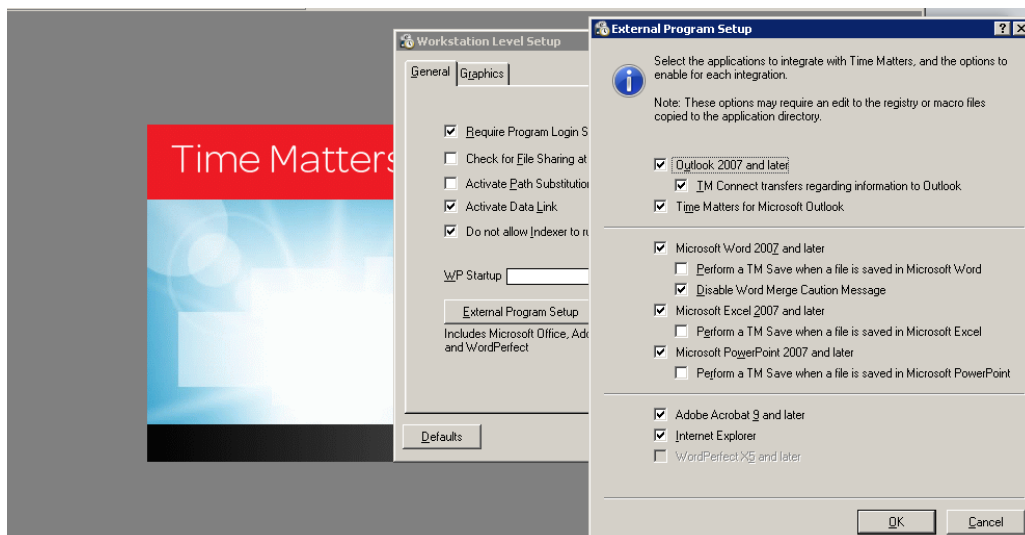 Time Matters
Workstation Level Setup
General
Graphics
Require Program Login S
Check for File Sharing at
Activate Path Substitution
Activate Data Link
Do not allow Indexer to ru
WP Startup
External Program Setup
Includes Microsoft Office, Ado
and WordPerfect
Defaults
External Program Setup
Select the applications to integrate with Time Matters, and the options to
enable for each integration.
Note: These options may require an edit to the registry or macro files
copied to the application directory.
Outlook 2007 and later
TM Connect transfers regarding information to Outlook
Time Matters for Microsoft Outlook
Microsoft Word 2007 and later
Perform a TM Save when a file is saved in Microsoft Word
Disable Word Merge Caution Message
Microsoft Excel 2007 and later
Perform a TM Save when a file is saved in Microsoft Excel
Microsoft PowerPoint 2007 and later
Perform a TM Save when a file is saved in Microsoft PowerPoint
Adobe Acrobat 9 and later
Internet Explorer
WordPerfect X5 and later
OK
Cancel